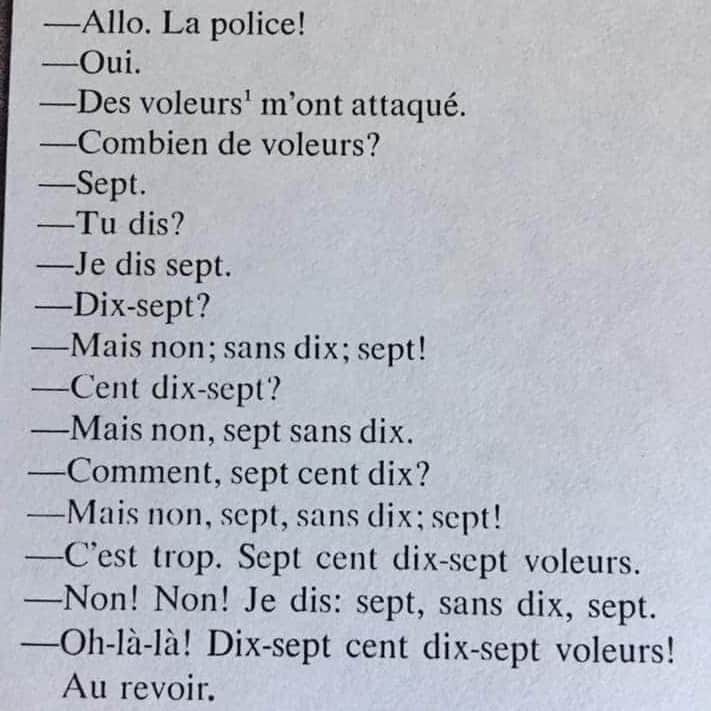 —Allo. La police!
—Oui.
—Des voleurs¹ m'ont attaqué.
—Combien de voleurs?
—Sept.
—Tu dis?
—Je dis sept.
—Dix-sept?
—Mais non; sans dix; sept!
—Cent dix-sept?
—Mais non, sept sans dix.
—Comment, sept cent dix?
—Mais non, sept, sans dix; sept!
—C'est trop. Sept cent dix-sept voleurs.
—Non! Non! Je dis: sept, sans dix, sept.
—Oh-là-là! Dix-sept cent dix-sept voleurs!
Au revoir.